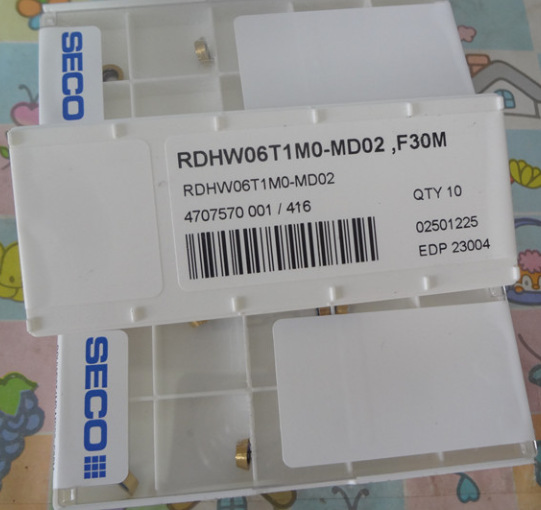 SECO
RDHW06T1M0-MD02 ,F30M
RDHW06T1M0-MD02
QTY 10
4707570 001 / 416
02501225
EDP 23004
SECO